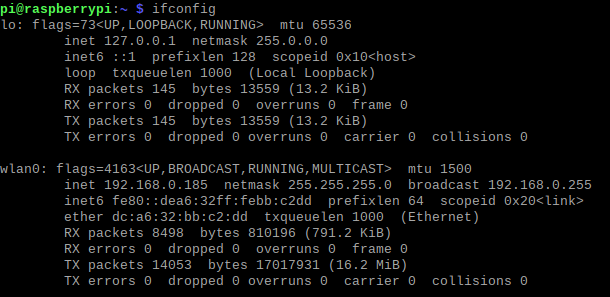 pi@raspberrypi:~ $ ifconfig
lo: flags=73<UP,LOOPBACK,RUNNING>  mtu 65536
        inet 127.0.0.1  netmask 255.0.0.0
        inet6 ::1  prefixlen 128  scopeid 0x10<host>
        loop  txqueuelen 1000  (Local Loopback)
        RX packets 145  bytes 13559 (13.2 KiB)
        RX errors 0  dropped 0  overruns 0  frame 0
        TX packets 145  bytes 13559 (13.2 KiB)
        TX errors 0  dropped 0 overruns 0  carrier 0  collisions 0

wlan0: flags=4163<UP,BROADCAST,RUNNING,MULTICAST>  mtu 1500
        inet 192.168.0.185  netmask 255.255.255.0  broadcast 192.168.0.255
        inet6 fe80::dea6:32ff:febb:c2dd  prefixlen 64  scopeid 0x20<link>
        ether dc:a6:32:bb:c2:dd  txqueuelen 1000  (Ethernet)
        RX packets 8498  bytes 810196 (791.2 KiB)
        RX errors 0  dropped 0  overruns 0  frame 0
        TX packets 14053  bytes 17017931 (16.2 MiB)
        TX errors 0  dropped 0 overruns 0  carrier 0  collisions 0